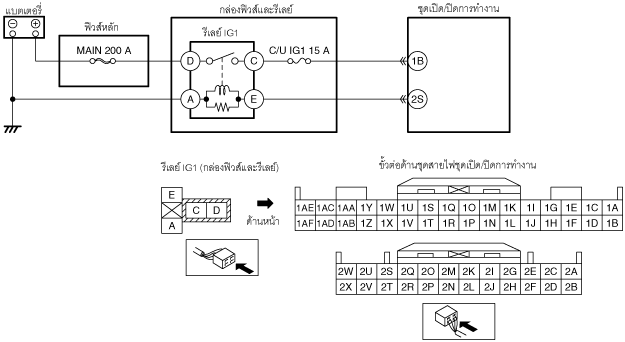 แบตเตอรี่
กล่องฟิวส์และรีเลย์
ชุดเปิด/ปิดการทำงาน
ฟิวส์หลัก
รีเลย์ IG1
MAIN 200 A
C/U IG1 15 A
D
C
1B
A
E
2S
รีเลย์ IG1 (กล่องฟิวส์และรีเลย์)
ขั้วต่อด้านชุดสายไฟชุดเปิด/ปิดการทำงาน
E
C D
A
ด้านหน้า
1AE 1AC 1AA 1Y 1W 1U 1S 1Q 1O 1M 1K 1I 1G 1E 1C 1A
1AF 1AD 1AB 1Z 1X 1V 1T 1R 1P 1N 1L 1J 1H 1F 1D 1B
2W 2U 2S 2Q 2O 2M 2K 2I 2G 2E 2C 2A
2X 2V 2T 2R 2P 2N 2L 2J 2H 2F 2D 2B